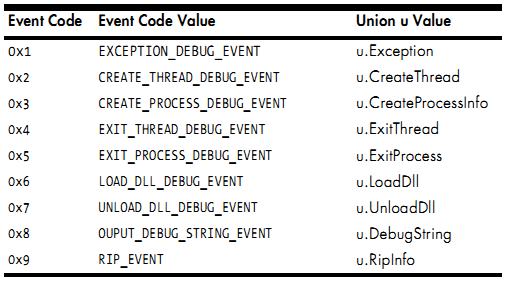 Event Code Event Code Value Union u Value
0x1 EXCEPTION_DEBUG_EVENT u.Exception
0x2 CREATE_THREAD_DEBUG_EVENT u.CreateThread
0x3 CREATE_PROCESS_DEBUG_EVENT u.CreateProcessInfo
0x4 EXIT_THREAD_DEBUG_EVENT u.ExitThread
0x5 EXIT_PROCESS_DEBUG_EVENT u.ExitProcess
0x6 LOAD_DLL_DEBUG_EVENT u.LoadDll
0x7 UNLOAD_DLL_DEBUG_EVENT u.UnloadDll
0x8 OUPUT_DEBUG_STRING_EVENT u.DebugString
0x9 RIP_EVENT u.RipInfo